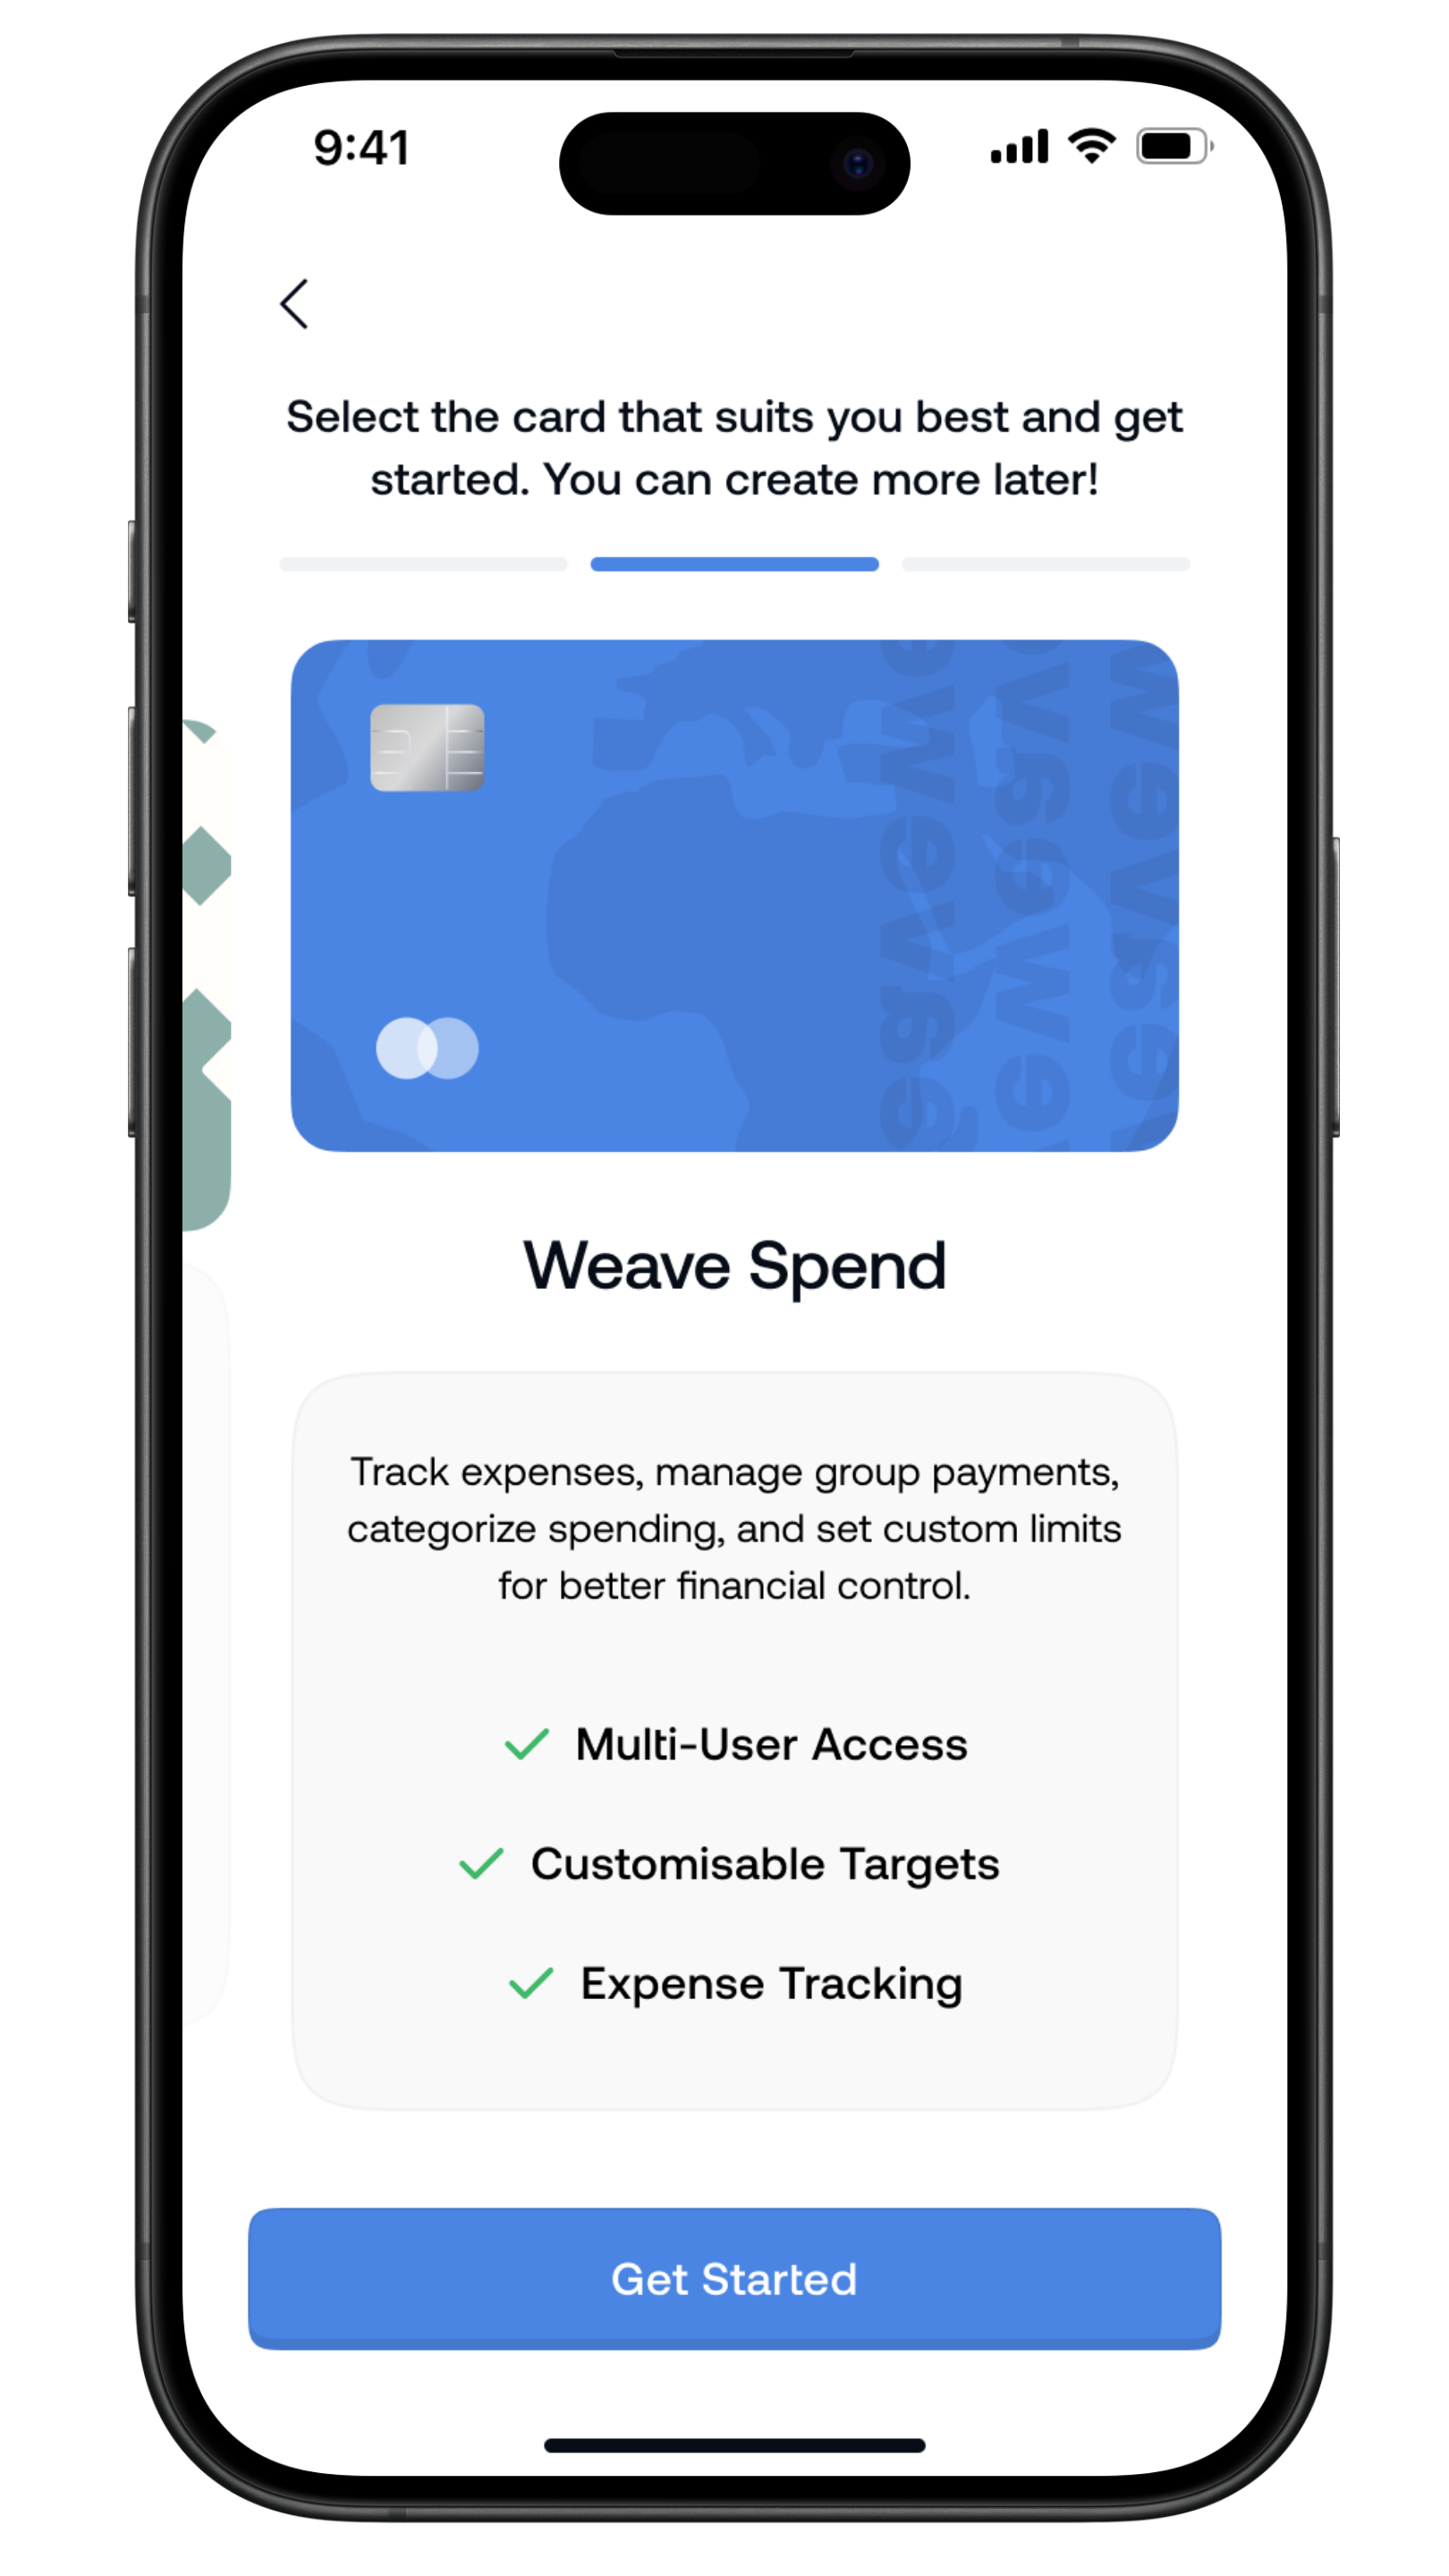 9:41
Select the card that suits you best and get
started. You can create more later!
Weave Spend
Track expenses, manage group payments,
categorize spending, and set custom limits
for better financial control.
Multi-User Access
Customisable Targets
Expense Tracking
Get Started